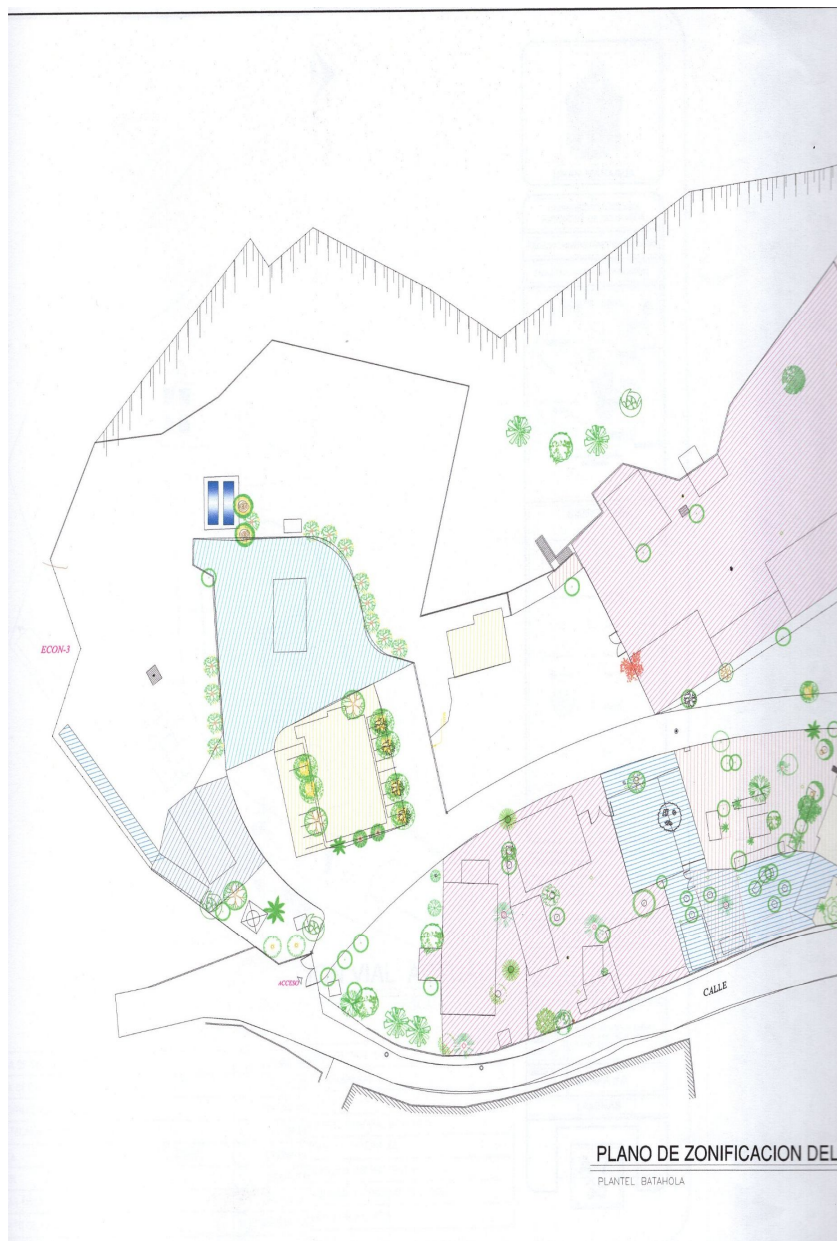 ECON-3
ACCESO
CALLE
PLANO DE ZONIFICACION DEL
PLANTEL BATAHOLA